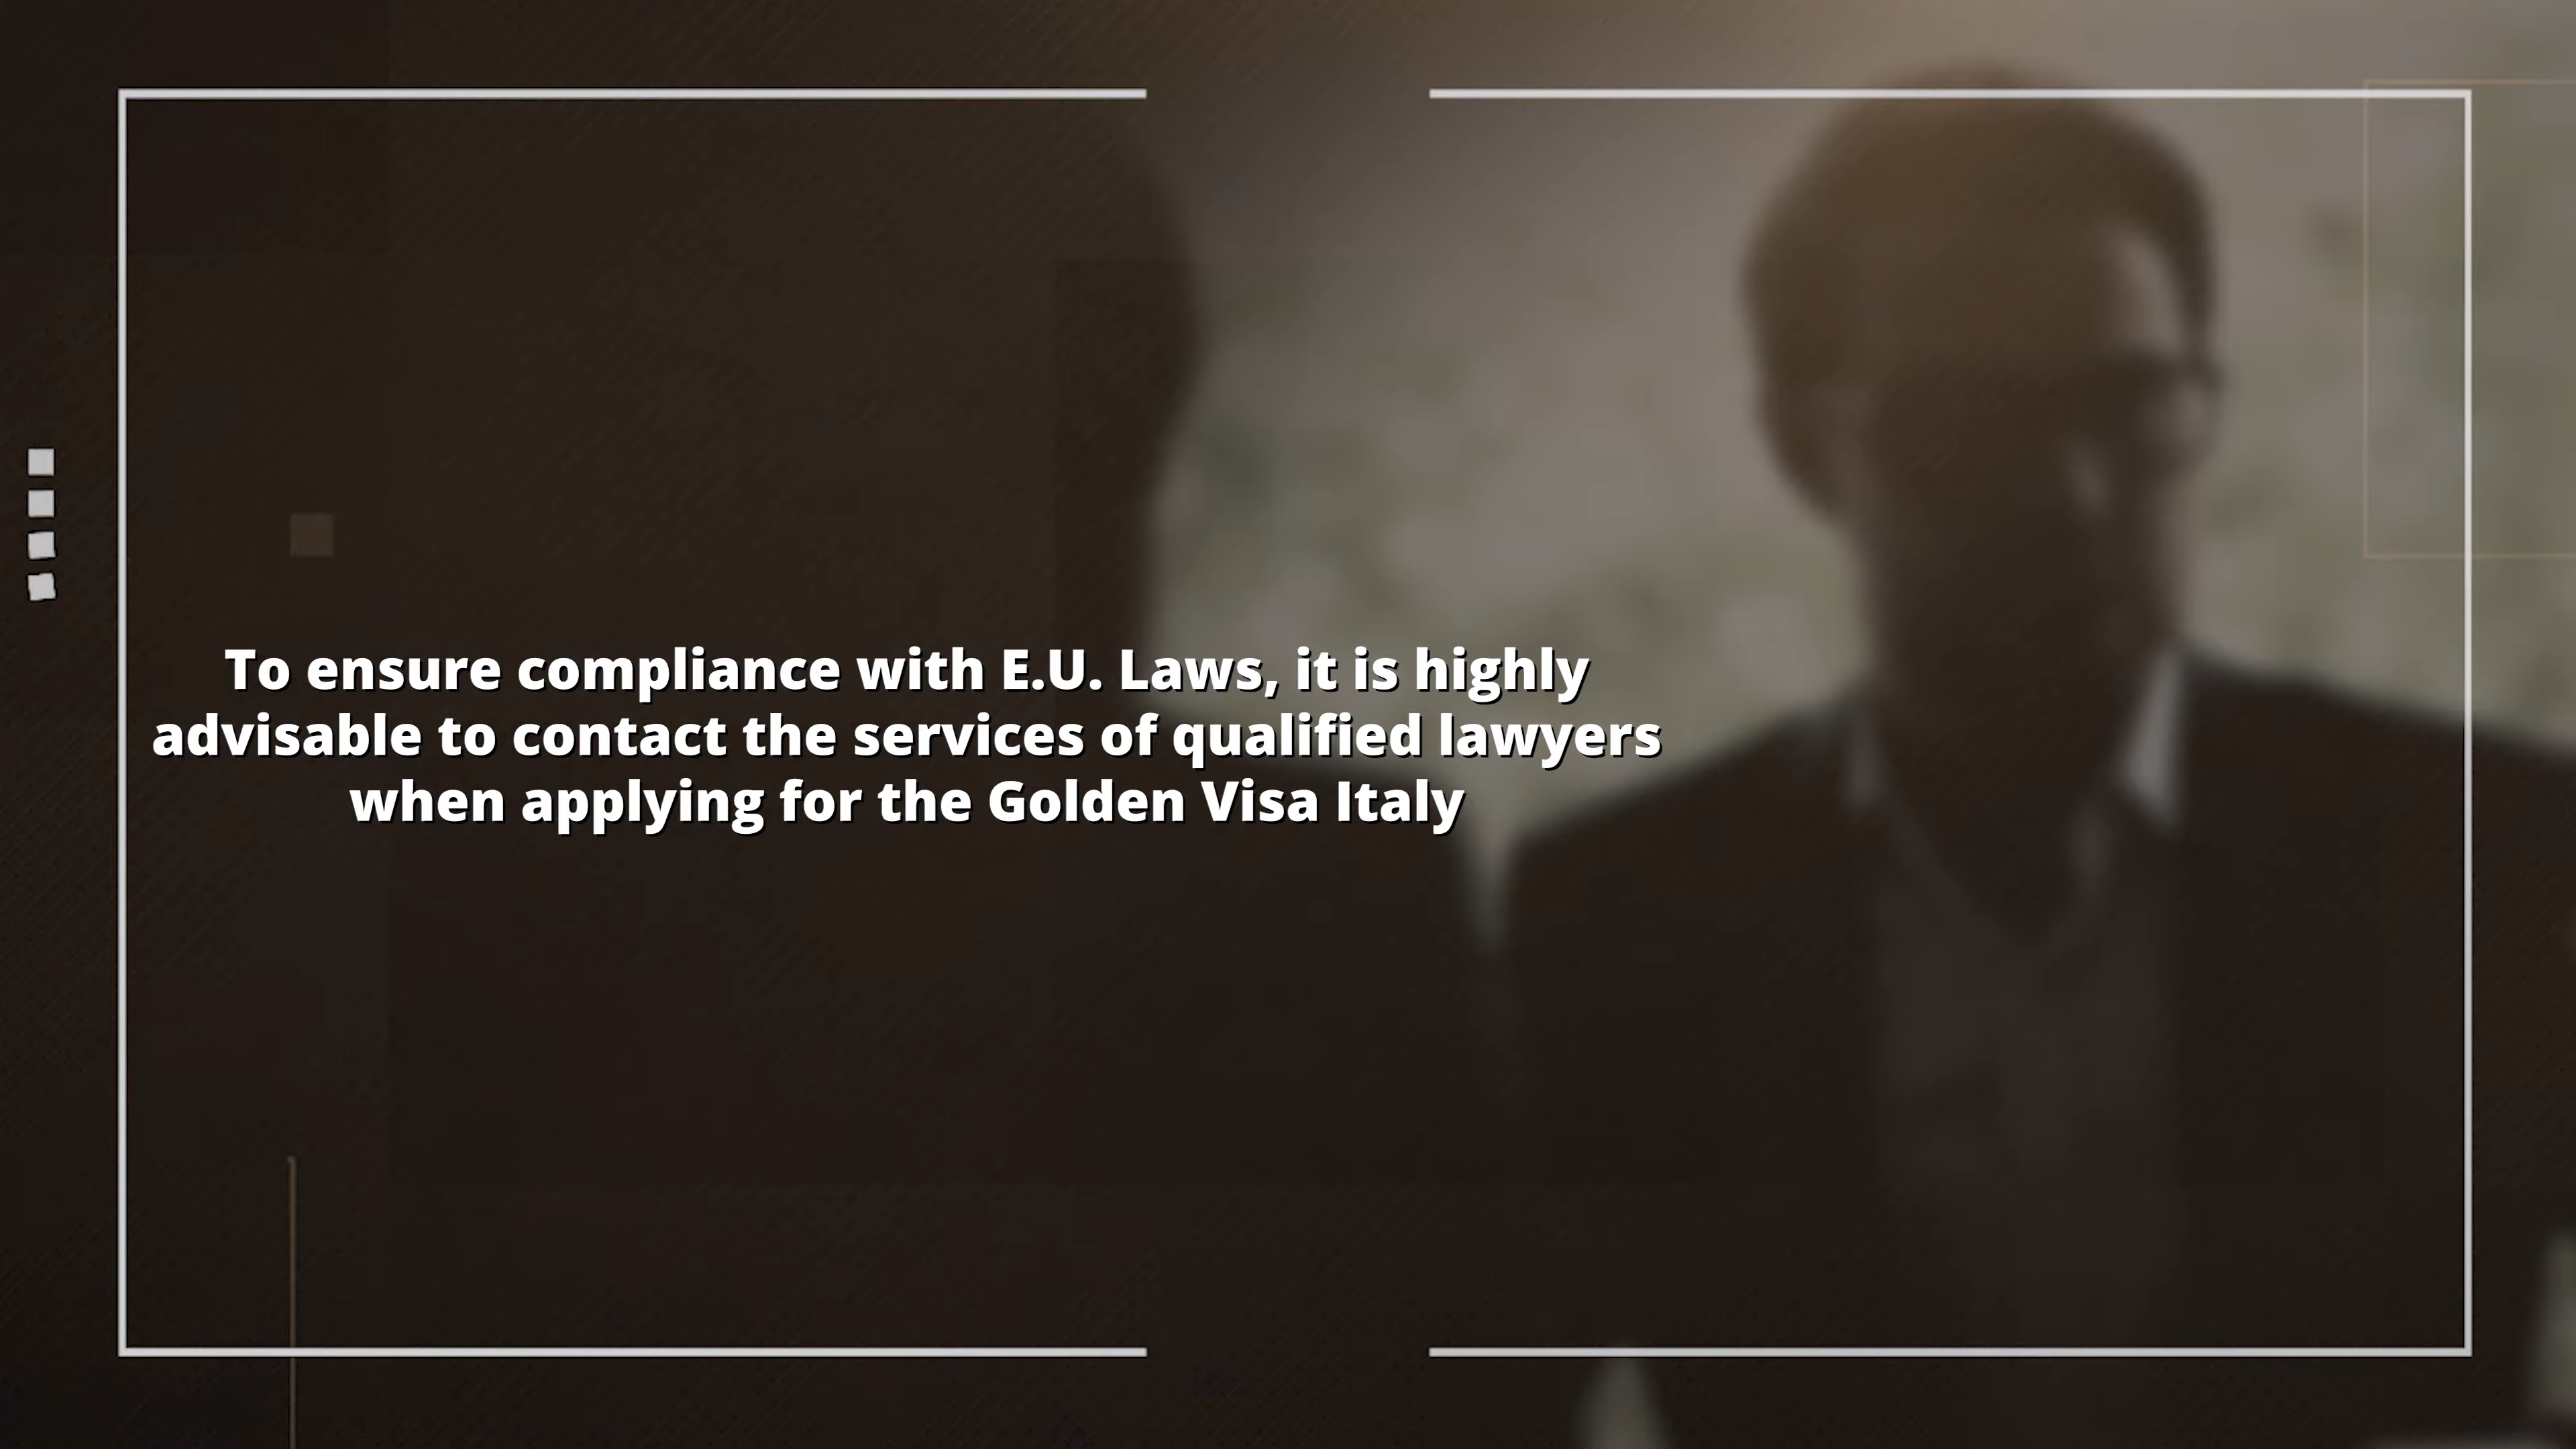 To ensure compliance with E.U. Laws, it is highly
advisable to contact the services of qualified lawyers
when applying for the Golden Visa Italy